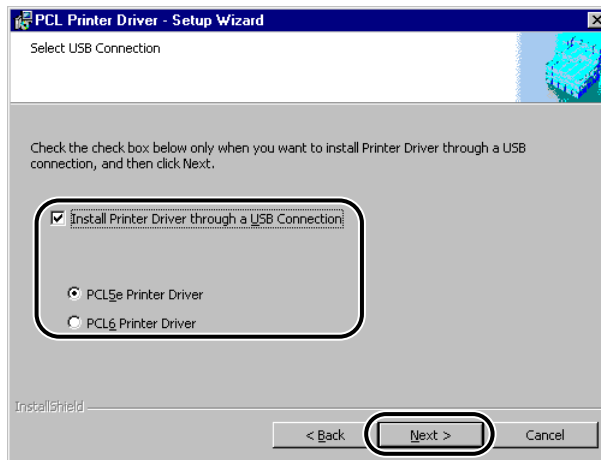 PCL Printer Driver - Setup Wizard
Select USB Connection
Check the check box below only when you want to install Printer Driver through a USB
connection, and then click Next.
Install Printer Driver through a USB Connection
PCL5e Printer Driver
PCL6 Printer Driver
InstallShield
< Back Next > Cancel